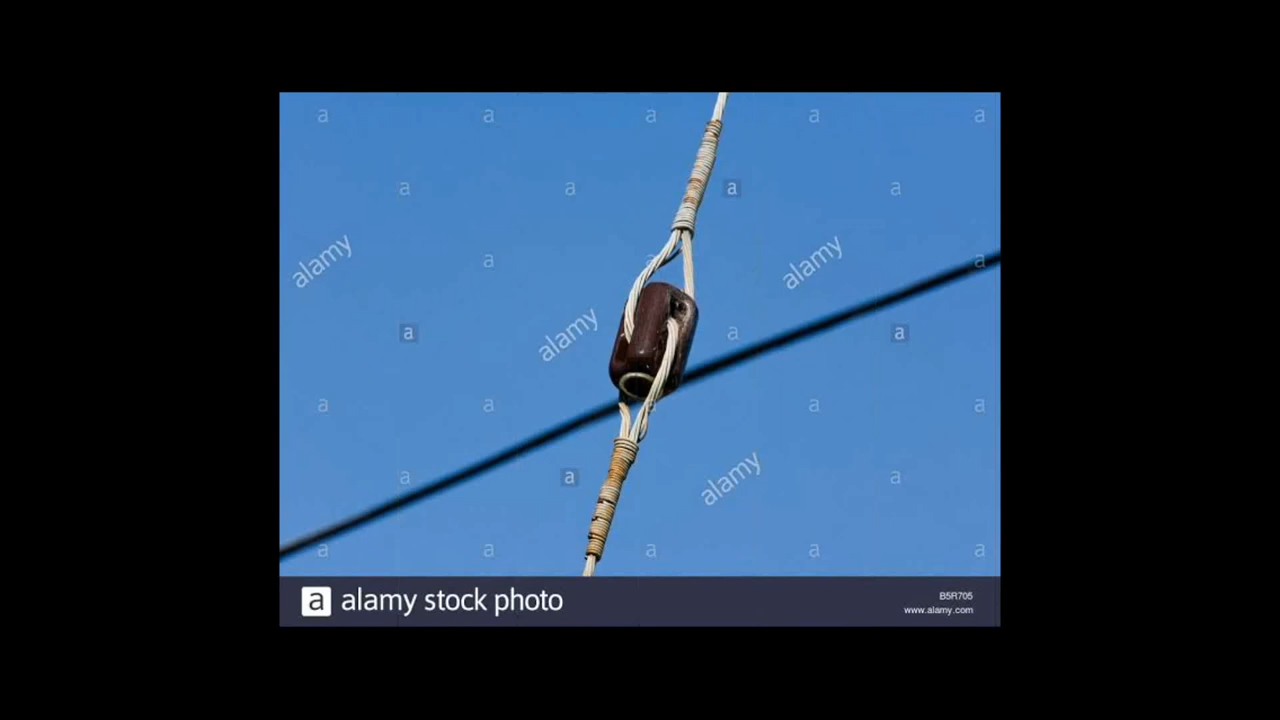 a a a a a
a a a a
alamy alamy
a a
a alamy a a
a a a a
alamy
a a a
a a a a a
a alamy stock photo
B5R705
www.alamy.com